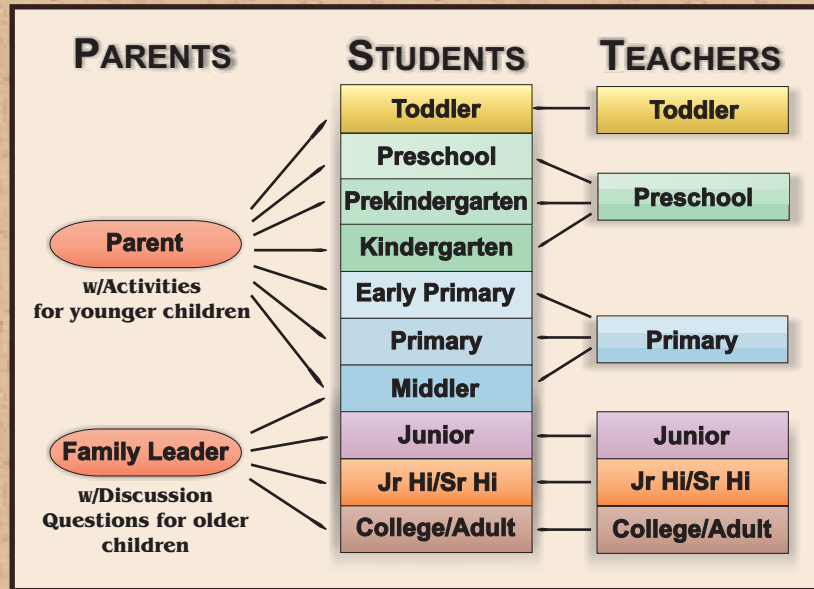 PARENTS
Parent
w/Activities
for younger children
Family Leader
w/Discussion
Questions for older
children
STUDENTS
Toddler
Preschool
Prekindergarten
Kindergarten
Early Primary
Primary
Middler
Junior
Jr Hi/Sr Hi
College/Adult
TEACHERS
Toddler
Preschool
Primary
Junior
Jr Hi/Sr Hi
College/Adult